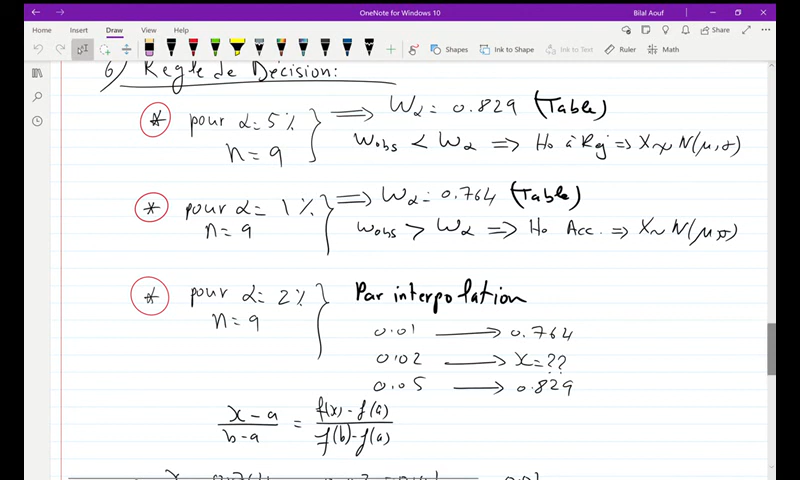 OneNote for Windows 10
Bilal Aouf
Home Insert Draw View Share
Shapes Ink to Shape Ink to Text Ruler Math
6) Règle de Décision:
* pour α = 5 % n = 9 } ⟹ Wα = 0.829 (Table)
Wobs < Wα ⟹ Ho à Rej ⟹ X≁N(μ,σ)
* pour α = 1 % n = 9 } ⟹ Wα = 0.764 (Table)
Wobs > Wα ⟹ Ho Acc. ⟹ X~N(μ,σ)
* pour α = 2 % n = 9 } Par interpolation
0.01 ⟶ 0.764
0.02 ⟶ X = ??
0.05 ⟶ 0.829
x - a / b - a = f(x) - f(a) / f(b) - f(a)